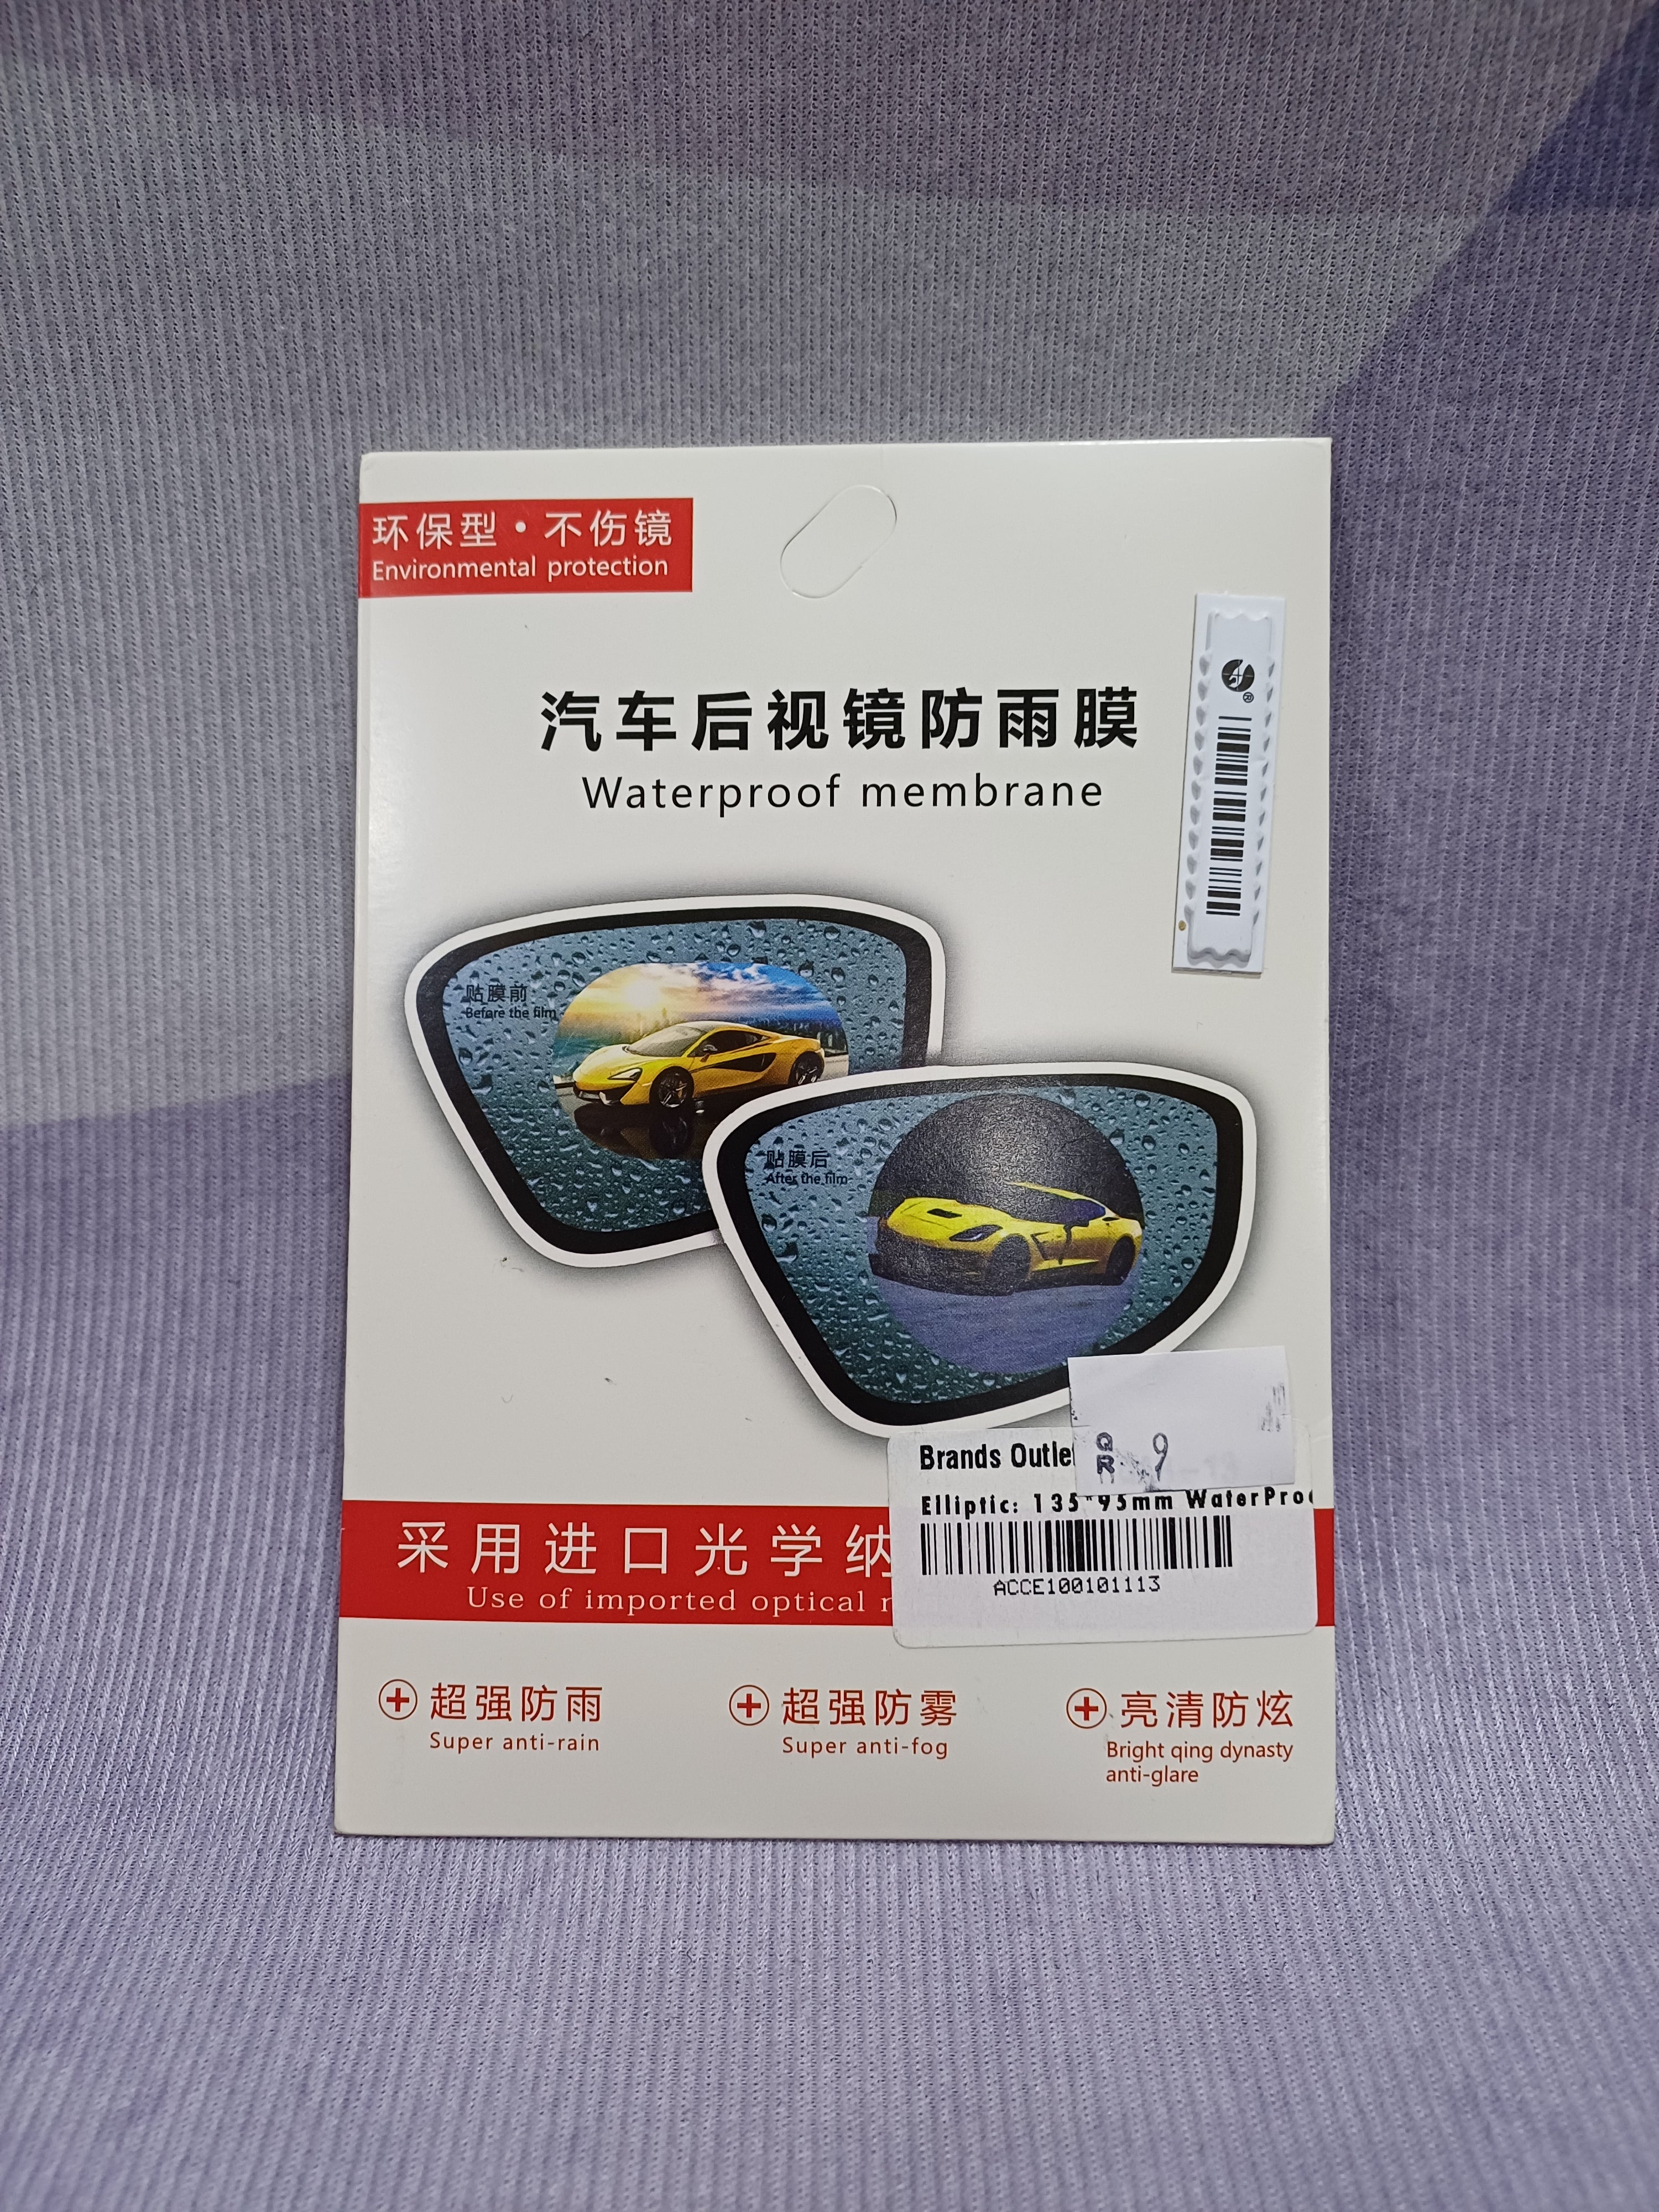 环保型·不伤镜
Environmental protection
汽车后视镜防雨膜
Waterproof membrane
贴膜前
Before the film
贴膜后
After the film
Q
R 9
Brands Outle
Elliptic: 135*95mm WaterProo
ACCE100101113
采用进口光学纳
Use of imported optical
超强防雨
Super anti-rain
超强防雾
Super anti-fog
亮清防炫
Bright qing dynasty
anti-glare